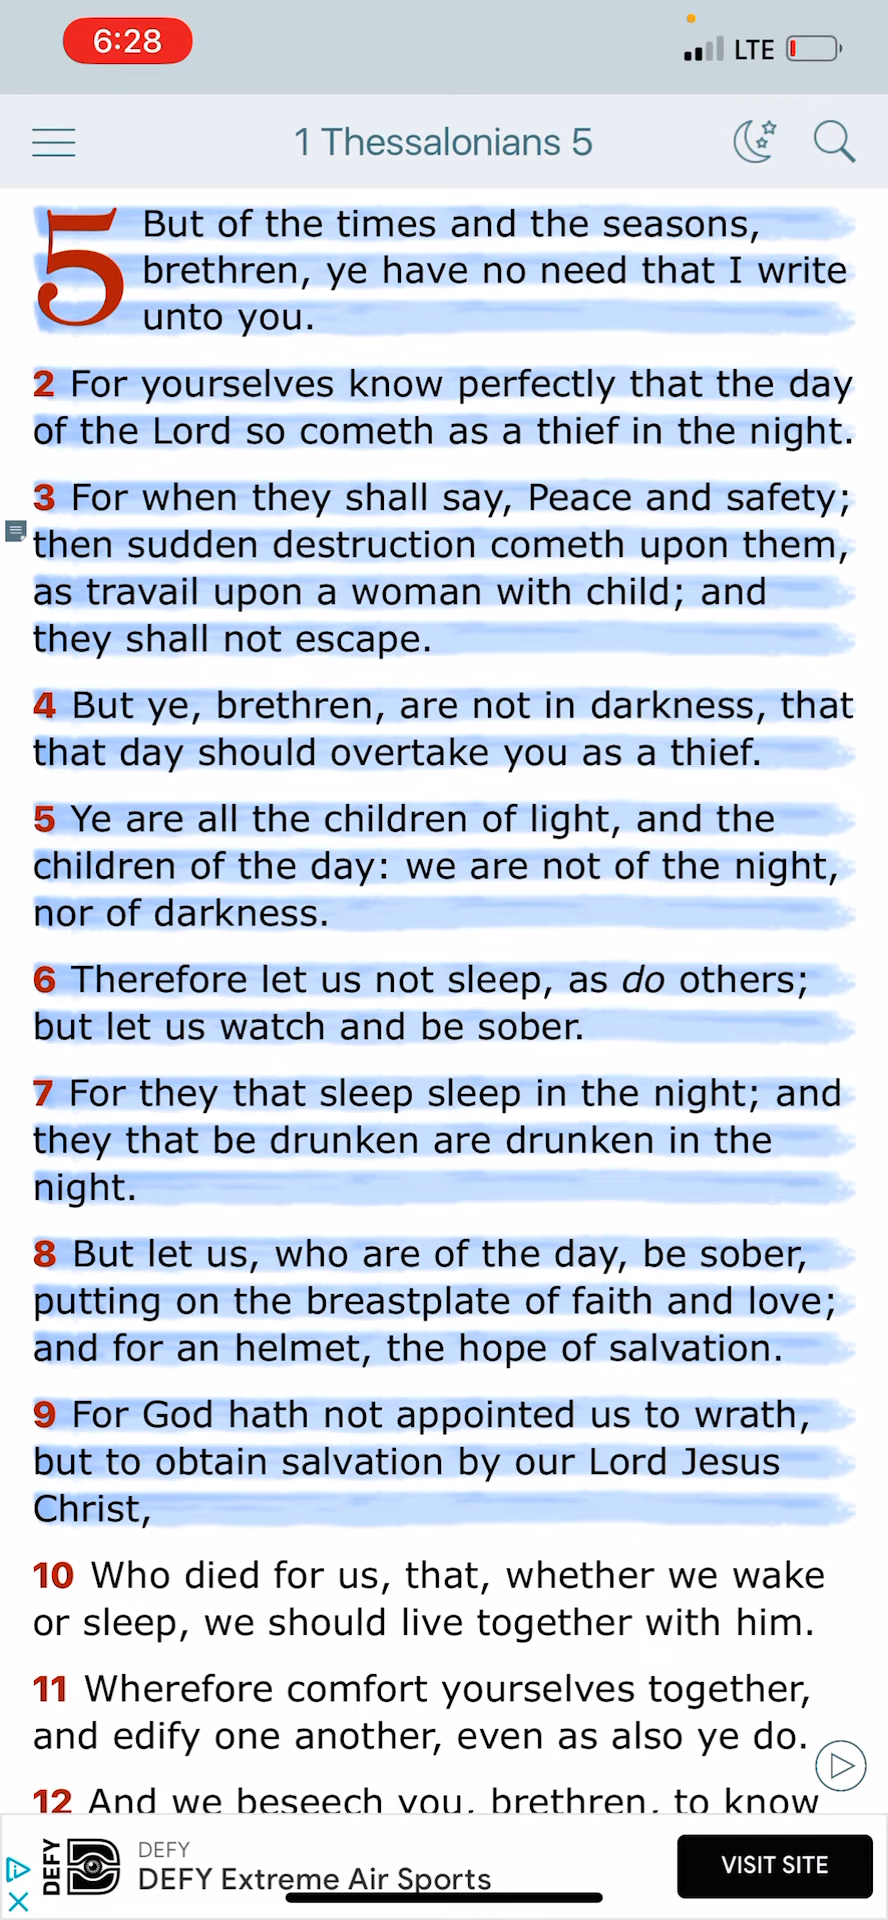 6:28
LTE
1 Thessalonians 5
5 But of the times and the seasons,
brethren, ye have no need that I write
unto you.
2 For yourselves know perfectly that the day
of the Lord so cometh as a thief in the night.
3 For when they shall say, Peace and safety;
then sudden destruction cometh upon them,
as travail upon a woman with child; and
they shall not escape.
4 But ye, brethren, are not in darkness, that
that day should overtake you as a thief.
5 Ye are all the children of light, and the
children of the day: we are not of the night,
nor of darkness.
6 Therefore let us not sleep, as do others;
but let us watch and be sober.
7 For they that sleep sleep in the night; and
they that be drunken are drunken in the
night.
8 But let us, who are of the day, be sober,
putting on the breastplate of faith and love;
and for an helmet, the hope of salvation.
9 For God hath not appointed us to wrath,
but to obtain salvation by our Lord Jesus
Christ,
10 Who died for us, that, whether we wake
or sleep, we should live together with him.
11 Wherefore comfort yourselves together,
and edify one another, even as also ye do.
12 And we beseech you, brethren, to know
DEFY
DEFY
DEFY Extreme Air Sports
VISIT SITE